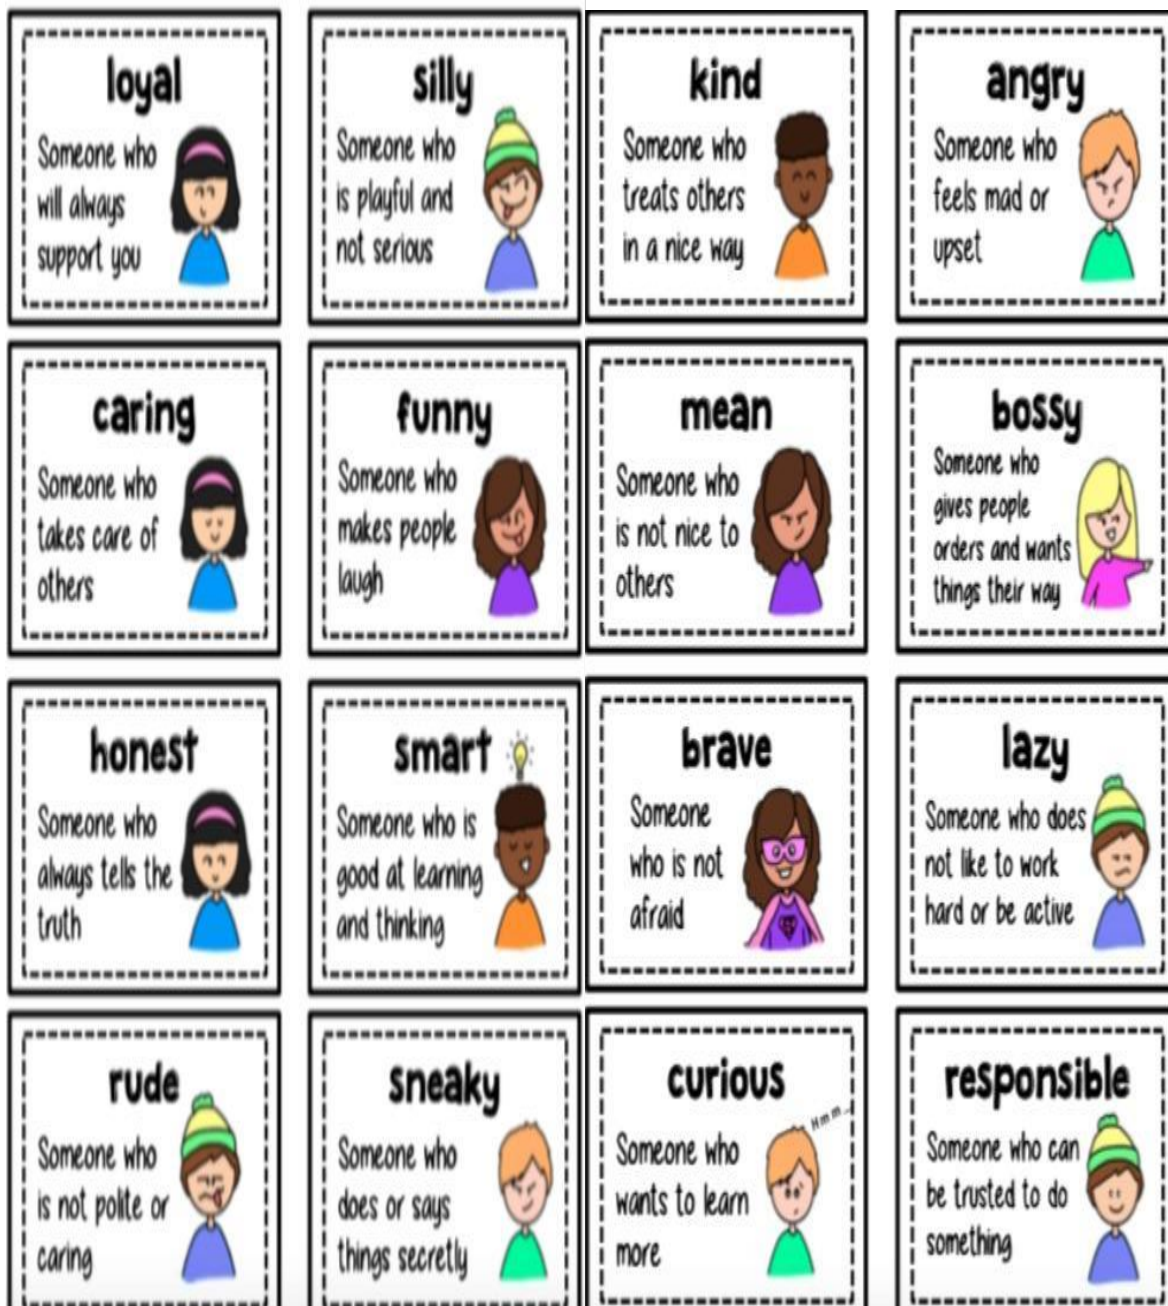 loyal
Someone who
will always
support you
silly
Someone who
is playful and
not serious
kind
Someone who
treats others
in a nice way
angry
Someone who
feels mad or
upset
caring
Someone who
takes care of
others
funny
Someone who
makes people
laugh
mean
Someone who
is not nice to
others
bossy
Someone who
gives people
orders and wants
things their way
honest
Someone who
always tells the
truth
smart
Someone who is
good at learning
and thinking
brave
Someone
who is not
afraid
lazy
Someone who does
not like to work
hard or be active
rude
Someone who
is not polite or
caring
sneaky
Someone who
does or says
things secretly
curious
Hmm...
Someone who
wants to learn
more
responsible
Someone who can
be trusted to do
something